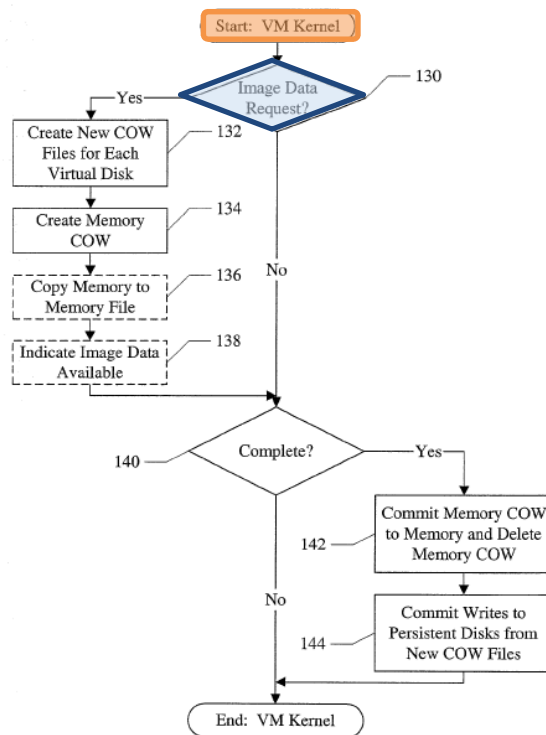 Start: VM Kernel
130
Image Data
Request?
Yes
Create New COW
Files for Each
Virtual Disk
132
Create Memory
COW
134
Copy Memory to
Memory File
136
Indicate Image Data
Available
138
No
Complete?
140
Yes
Commit Memory COW
to Memory and Delete
Memory COW
142
Commit Writes to
Persistent Disks from
New COW Files
144
No
End: VM Kernel